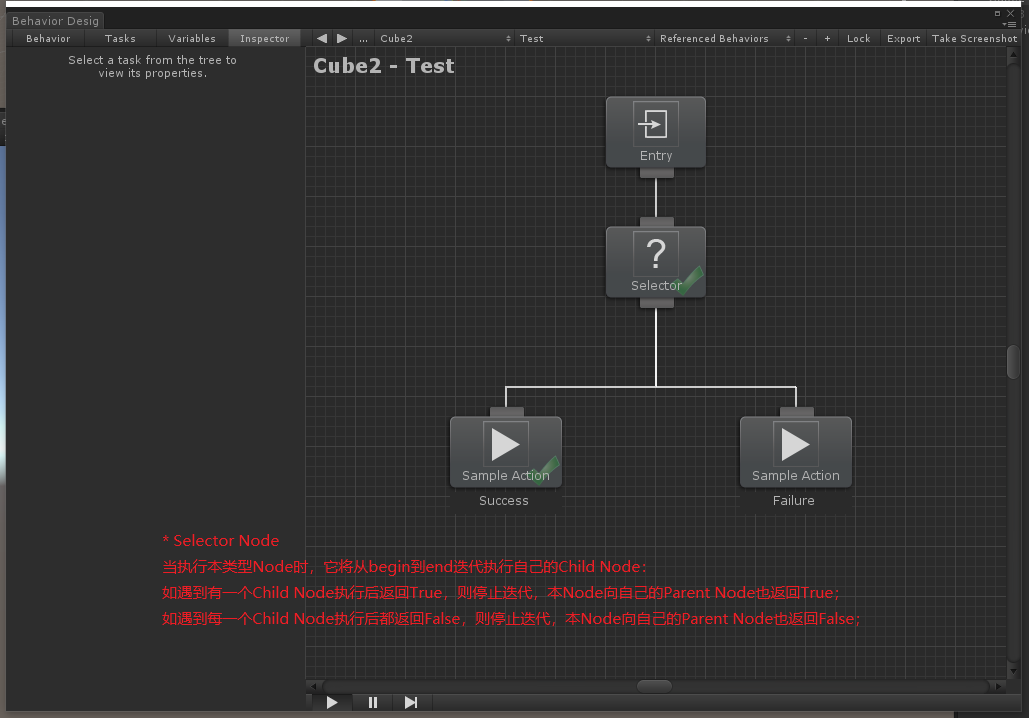 Behavior Desig
Behavior Tasks Variables Inspector ... Cube2 Test Referenced Behaviors - + Lock Export Take Screenshot
Select a task from the tree to
view its properties.
Cube2 - Test
Entry
?
Selector
Sample Action Sample Action
Success Failure
* Selector Node
当执行本类型Node时，它将从begin到end迭代执行自己的Child Node：
如遇到有一个Child Node执行后返回True，则停止迭代，本Node向自己的Parent Node也返回True；
如遇到每一个Child Node执行后都返回False，则停止迭代，本Node向自己的Parent Node也返回False；